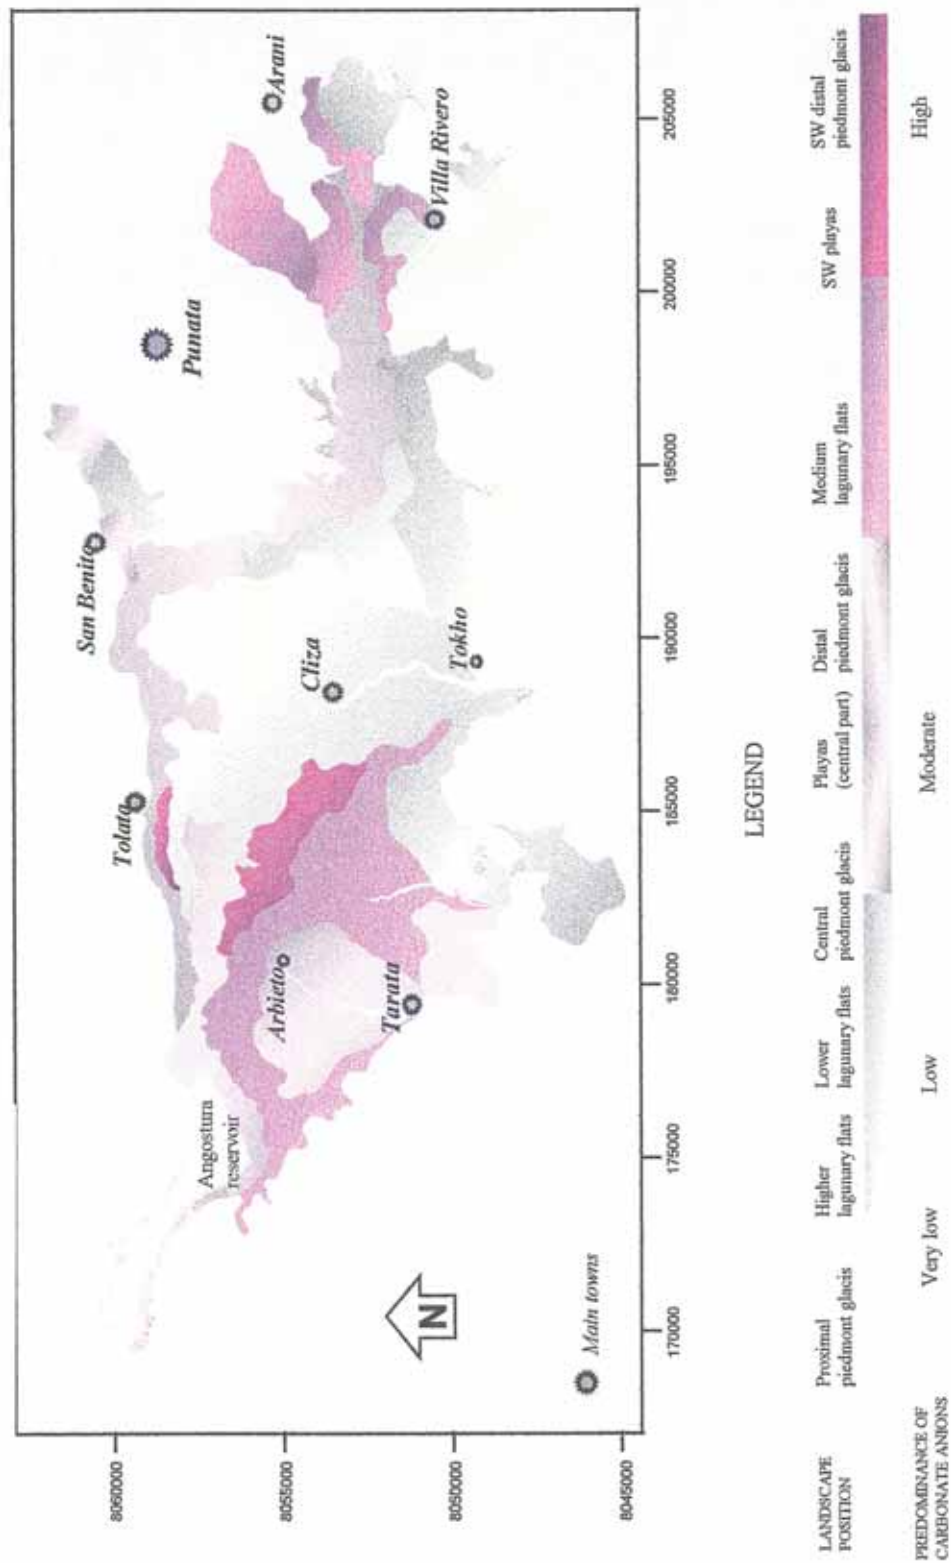 Arani
Villa Rivero
Punata
San Benito
Cliza
Tokho
Tolata
Arbieto
Tarata
Angostura
reservoir
N
Main towns
8060000
8055000
8050000
8045000
170000
175000
180000
185000
190000
195000
200000
205000
LEGEND
LANDSCAPE
POSITION
Proximal
piedmont glacis
Higher
lagunary flats
Lower
lagunary flats
Central
piedmont glacis
Playas
(central part)
Distal
piedmont glacis
Medium
lagunary flats
SW playas
SW distal
piedmont glacis
PREDOMINANCE OF
CARBONATE ANIONS
Very low
Low
Moderate
High